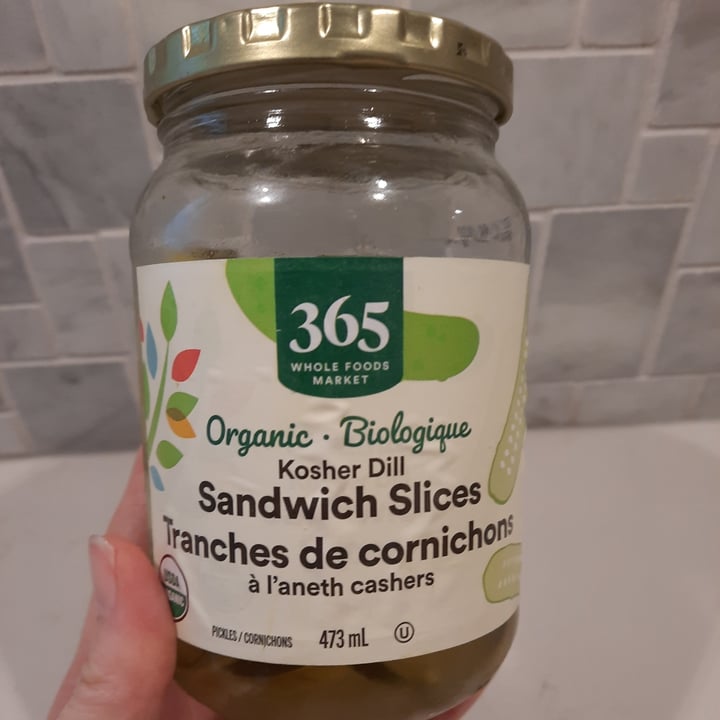 365
WHOLE FOODS
MARKET
Organic · Biologique
Kosher Dill
Sandwich Slices
Tranches de cornichons
à l'aneth cashers
USDA
PICKLES / CORNICHONS 473 mL U